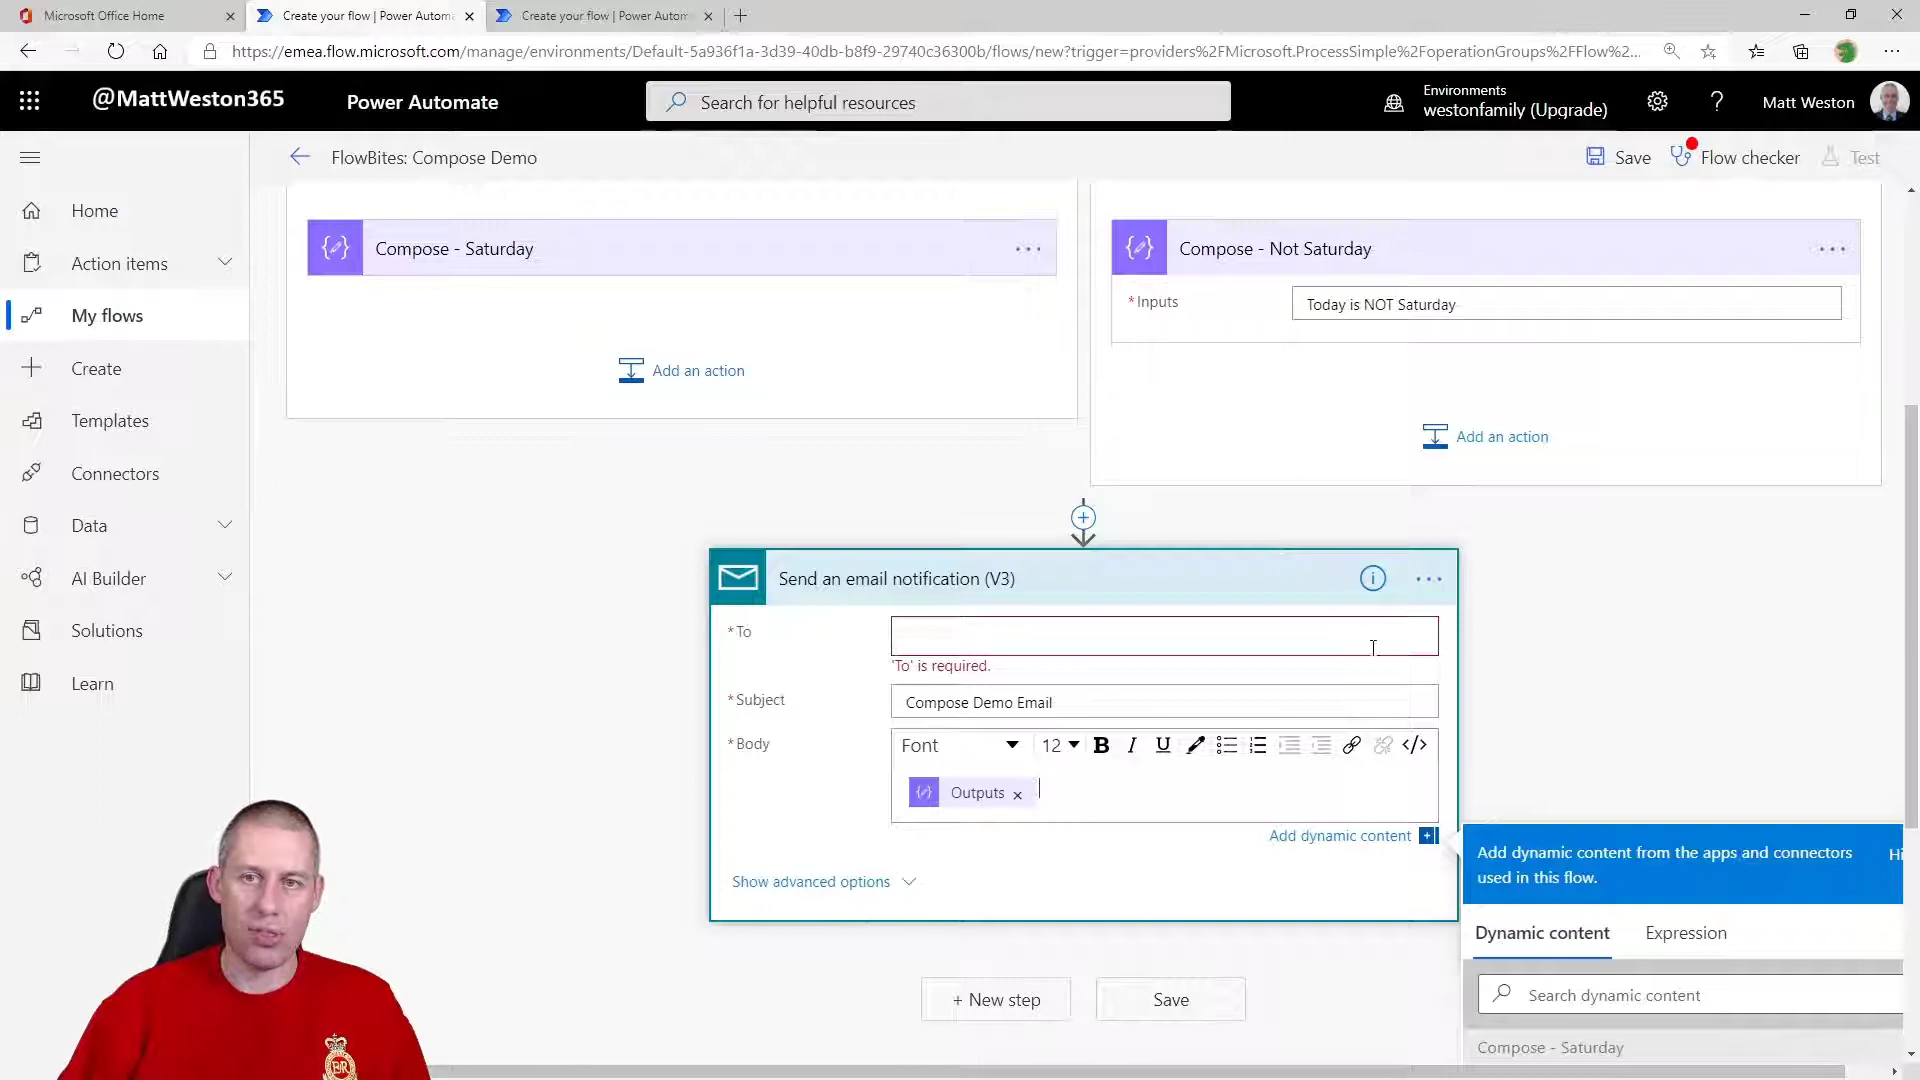 Microsoft Office Home
Create your flow | Power Automa
Create your flow | Power Autom
https://emea.flow.microsoft.com/manage/environments/Default-5a936f1a-3d39-40db-b8f9-29740c36300b/flows/new?trigger=providers%2FMicrosoft.ProcessSimple%2FoperationGroups%2FFlow%2...
@MattWeston365
Power Automate
Search for helpful resources
Environments
westonfamily (Upgrade)
?
Matt Weston
FlowBites: Compose Demo
Save
Flow checker
Test
Home
Action items
My flows
Create
Templates
Connectors
Data
AI Builder
Solutions
Learn
Compose - Saturday
Add an action
Compose - Not Saturday
*Inputs
Today is NOT Saturday
Add an action
Send an email notification (V3)
*To
'To' is required.
*Subject
Compose Demo Email
*Body
Font
12
B I U
</>
Outputs ×
Add dynamic content
Show advanced options
+ New step
Save
Add dynamic content from the apps and connectors
used in this flow.
Hi
Dynamic content
Expression
Search dynamic content
Compose - Saturday